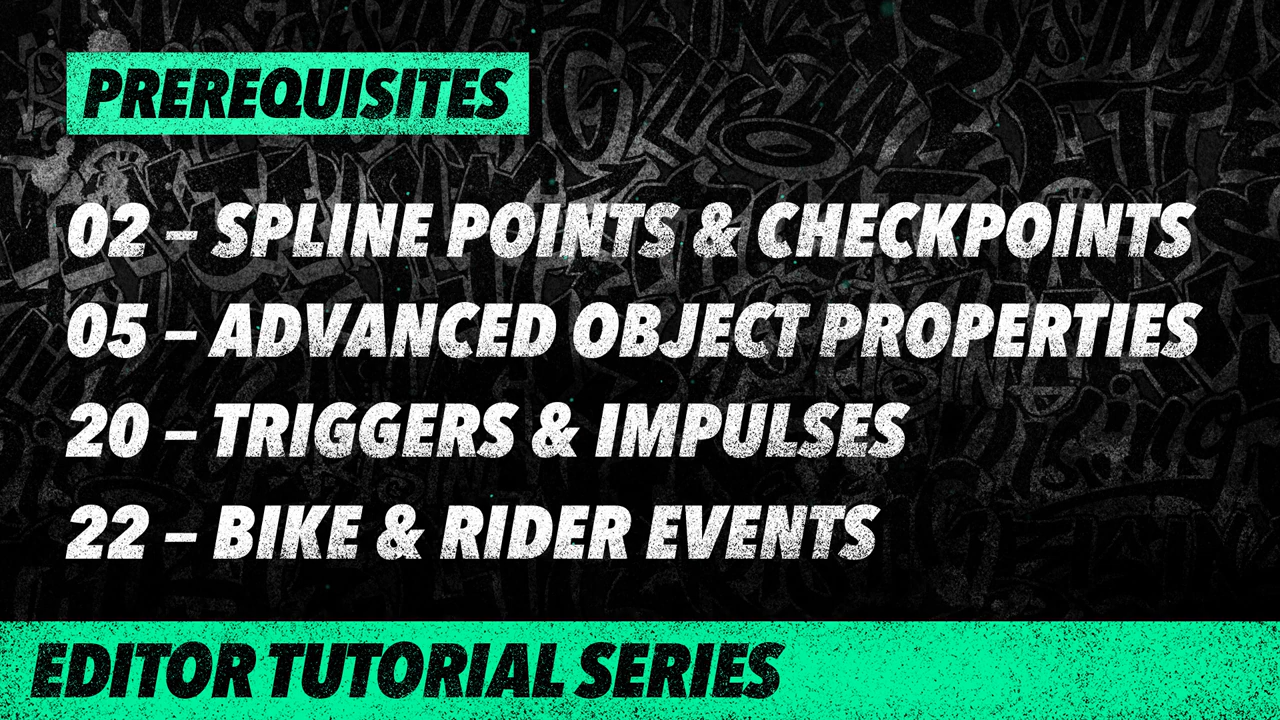 PREREQUISITES
02 – SPLINE POINTS & CHECKPOINTS
05 – ADVANCED OBJECT PROPERTIES
20 – TRIGGERS & IMPULSES
22 – BIKE & RIDER EVENTS
EDITOR TUTORIAL SERIES